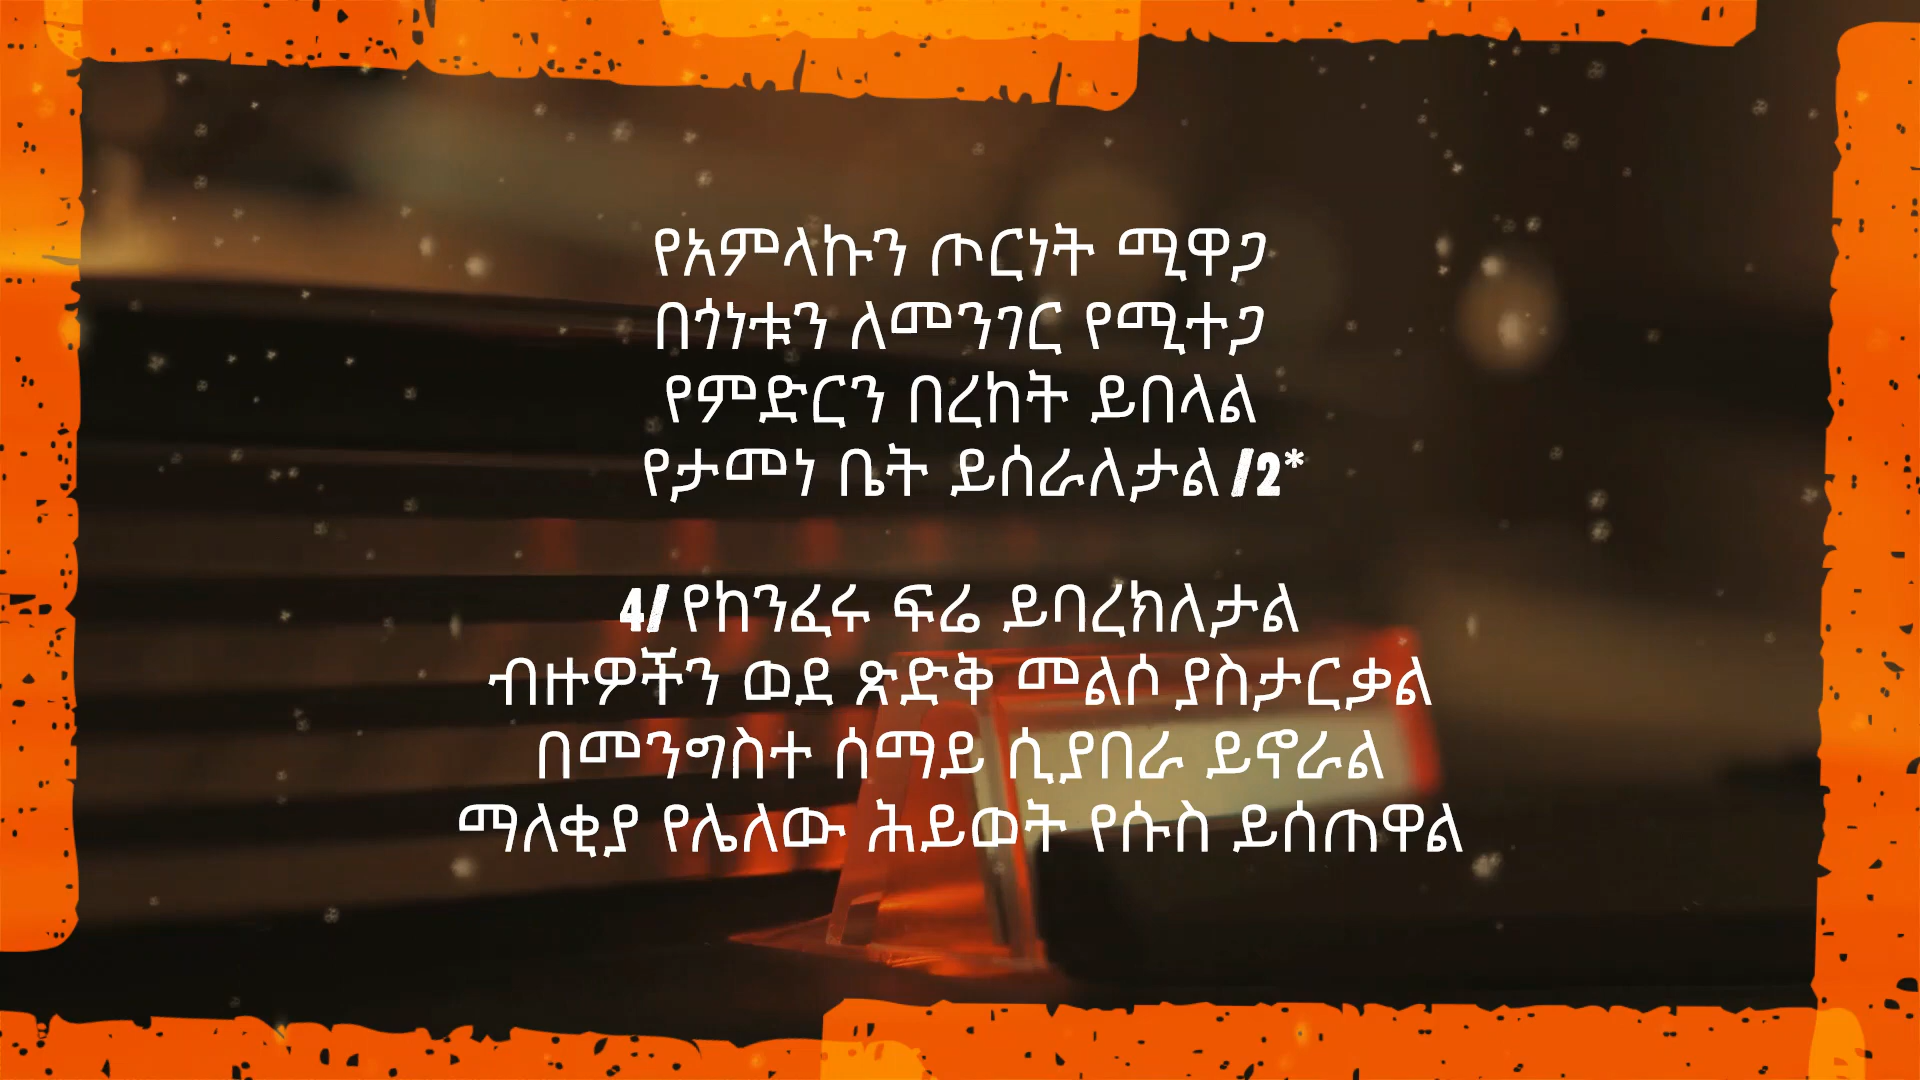 የአምላኩን ጦርነት ሚዋጋ
በጎነቱን ለመንገር የሚተጋ
የምድርን በረከት ይበላል
የታመነ ቤት ይሰራለታል /2*
4/ የከንፈሩ ፍሬ ይባረክለታል
ብዙዎችን ወደ ጽድቅ መልሶ ያስታርቃል
በመንግስተ ሰማይ ሲያበራ ይኖራል
ማለቂያ የሌለው ሕይወት የሱስ ይሰጠዋል